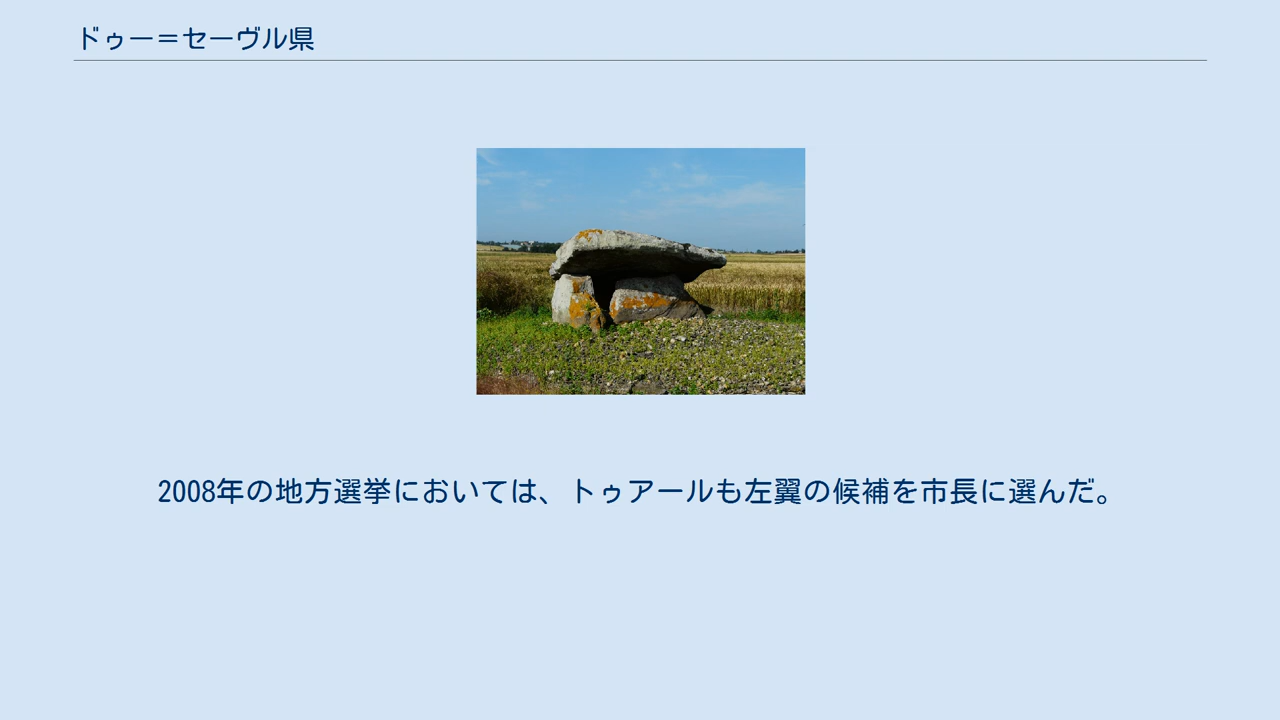 ドゥー＝セーヴル県
2008年の地方選挙においては、トゥアールも左翼の候補を市長に選んだ。